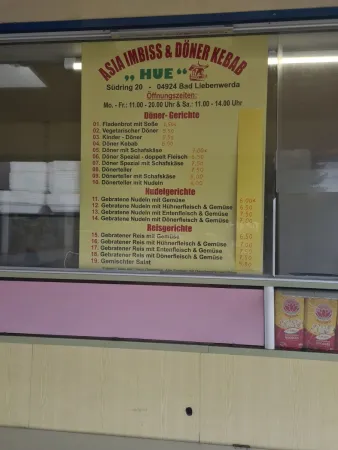 ASIA IMBISS & DÖNER KEBAB
„ HUE “
Südring 20 - 04924 Bad Liebenwerda
Öffnungszeiten:
Mo. - Fr.: 11.00 - 20.00 Uhr & Sa.: 11.00 - 14.00 Uhr
Döner- Gerichte
01. Fladenbrot mit Soße
02. Vegetarischer Döner
03. Kinder - Döner
04. Döner Kebab
05. Döner mit Schafskäse
06. Döner Spezial - doppelt Fleisch
07. Döner Spezial mit Schafskäse
08. Dönerteller
09. Dönerteller mit Schafskäse
10. Dönerteller mit Nudeln
Nudelgerichte
11. Gebratene Nudeln mit Gemüse
12. Gebratene Nudeln mit Hühnerfleisch & Gemüse
13. Gebratene Nudeln mit Entenfleisch & Gemüse
14. Gebratene Nudeln mit Dönerfleisch & Gemüse
Reisgerichte
15. Gebratener Reis mit Gemüse
16. Gebratener Reis mit Hühnerfleisch & Gemüse
17. Gebratener Reis mit Entenfleisch & Gemüse
18. Gebratener Reis mit Dönerfleisch & Gemüse
19. Gemischter Salat